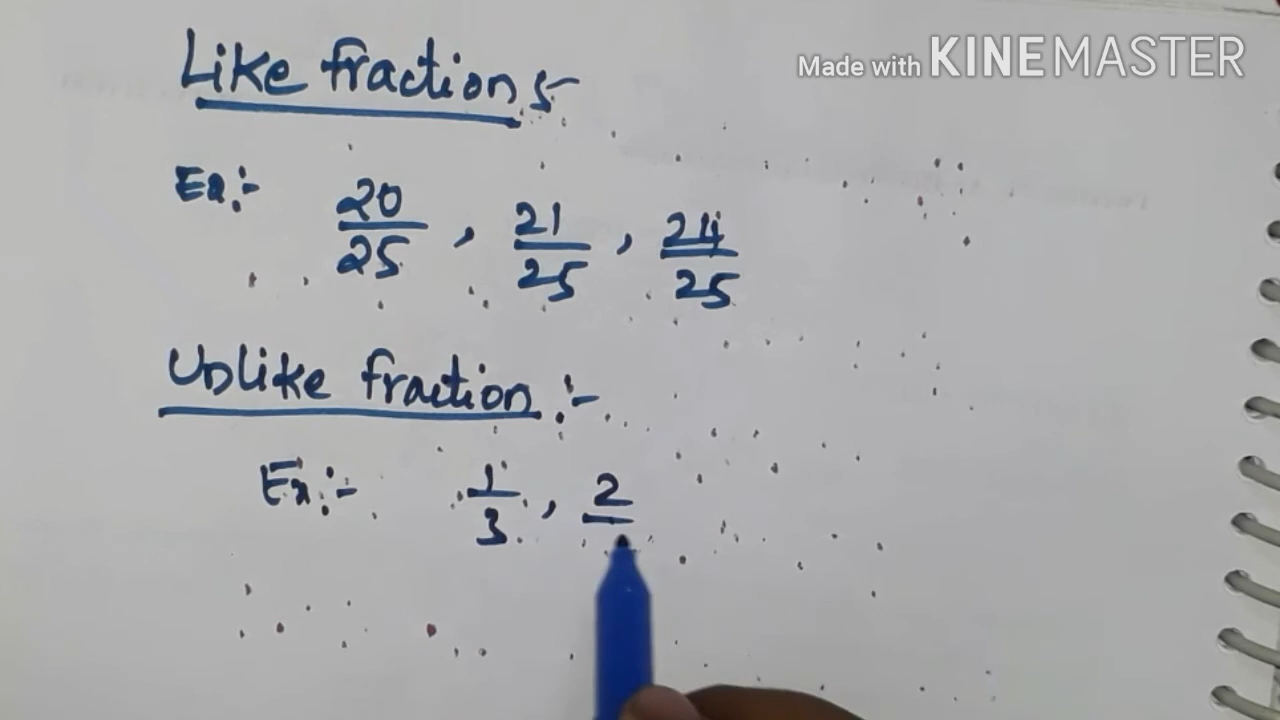 Made with KINEMASTER
Like fractions-
Ex:- 20/25, 21/25, 24/25
Unlike fraction:-
Ex:- 1/3, 2/